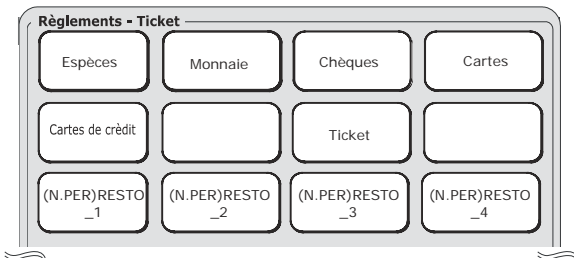 Règlements - Ticket
Espèces Monnaie Chèques Cartes
Cartes de crèdit Ticket
(N.PER)RESTO (N.PER)RESTO (N.PER)RESTO (N.PER)RESTO
_1 _2 _3 _4